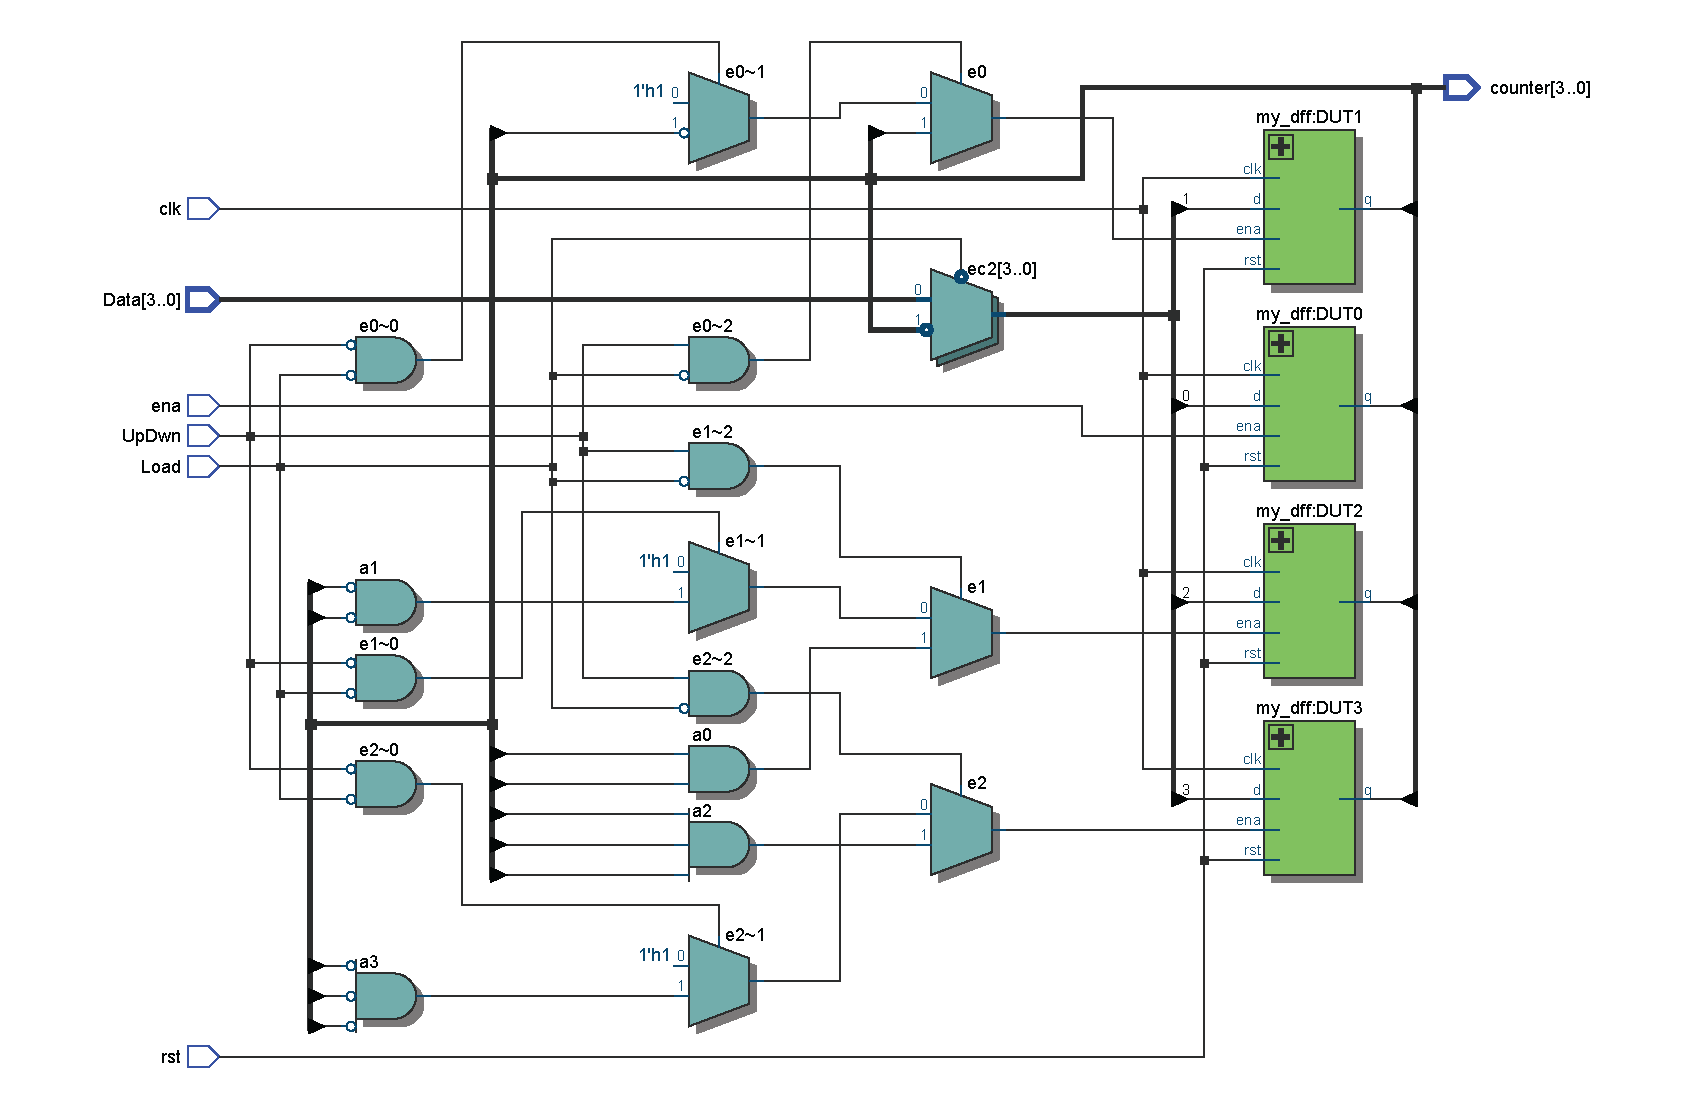 e0~1
e0
1'h1 0
1
0
1
counter[3..0]
my_dff:DUT1
clk
1
d
q
ena
rst
clk
ec2[3..0]
Data[3..0]
0
1
my_dff:DUT0
clk
0
d
q
ena
rst
e0~0
e0~2
ena
UpDwn
Load
e1~2
my_dff:DUT2
clk
2
d
q
ena
rst
e1~1
1'h1 0
1
a1
e1
0
1
e1~0
e2~2
my_dff:DUT3
clk
3
d
q
ena
rst
a0
e2~0
e2
0
1
a2
e2~1
1'h1 0
1
a3
rst